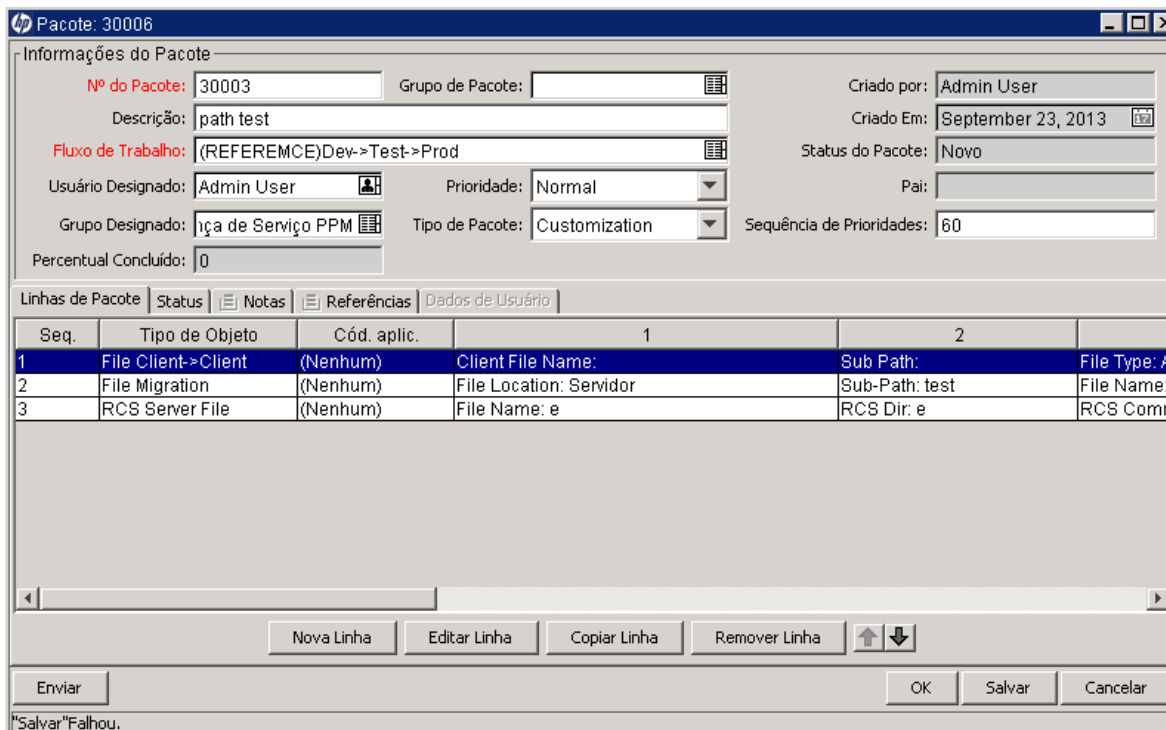 Pacote: 30006
Informações do Pacote
Nº do Pacote: 30003 Grupo de Pacote: Criado por: Admin User
Descrição: path test Criado Em: September 23, 2013
Fluxo de Trabalho: (REFEREMCE)Dev->Test->Prod Status do Pacote: Novo
Usuário Designado: Admin User Prioridade: Normal Pai:
Grupo Designado: nça de Serviço PPM Tipo de Pacote: Customization Sequência de Prioridades: 60
Percentual Concluído: 0
Linhas de Pacote Status Notas Referências Dados de Usuário
Seq. Tipo de Objeto Cód. aplic. 1 2
1 File Client->Client (Nenhum) Client File Name: Sub Path: File Type: A
2 File Migration (Nenhum) File Location: Servidor Sub-Path: test File Name:
3 RCS Server File (Nenhum) File Name: e RCS Dir: e RCS Comm
Nova Linha Editar Linha Copiar Linha Remover Linha
Enviar OK Salvar Cancelar
"Salvar"Falhou.